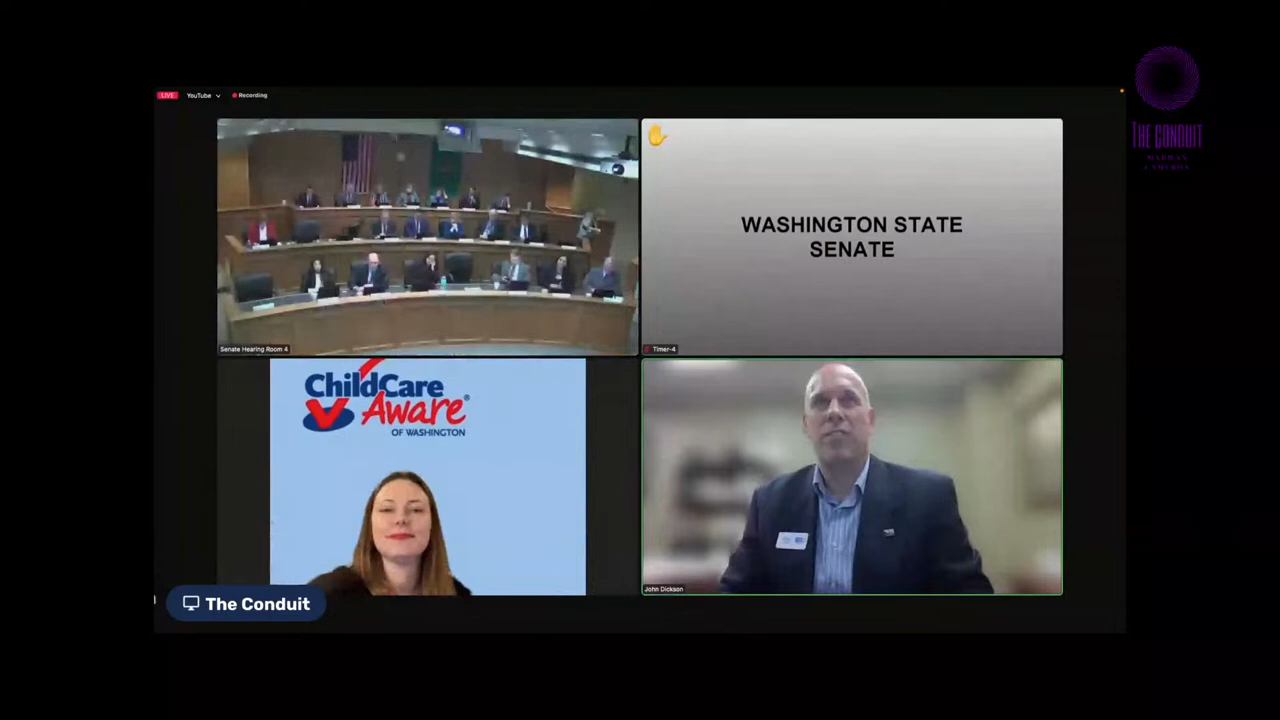 LIVE YouTube Recording
THE CONDUIT
WASHINGTON STATE
SENATE
Senate Hearing Room 4
Timer-4
ChildCare
Aware®
OF WASHINGTON
The Conduit
John Dickson